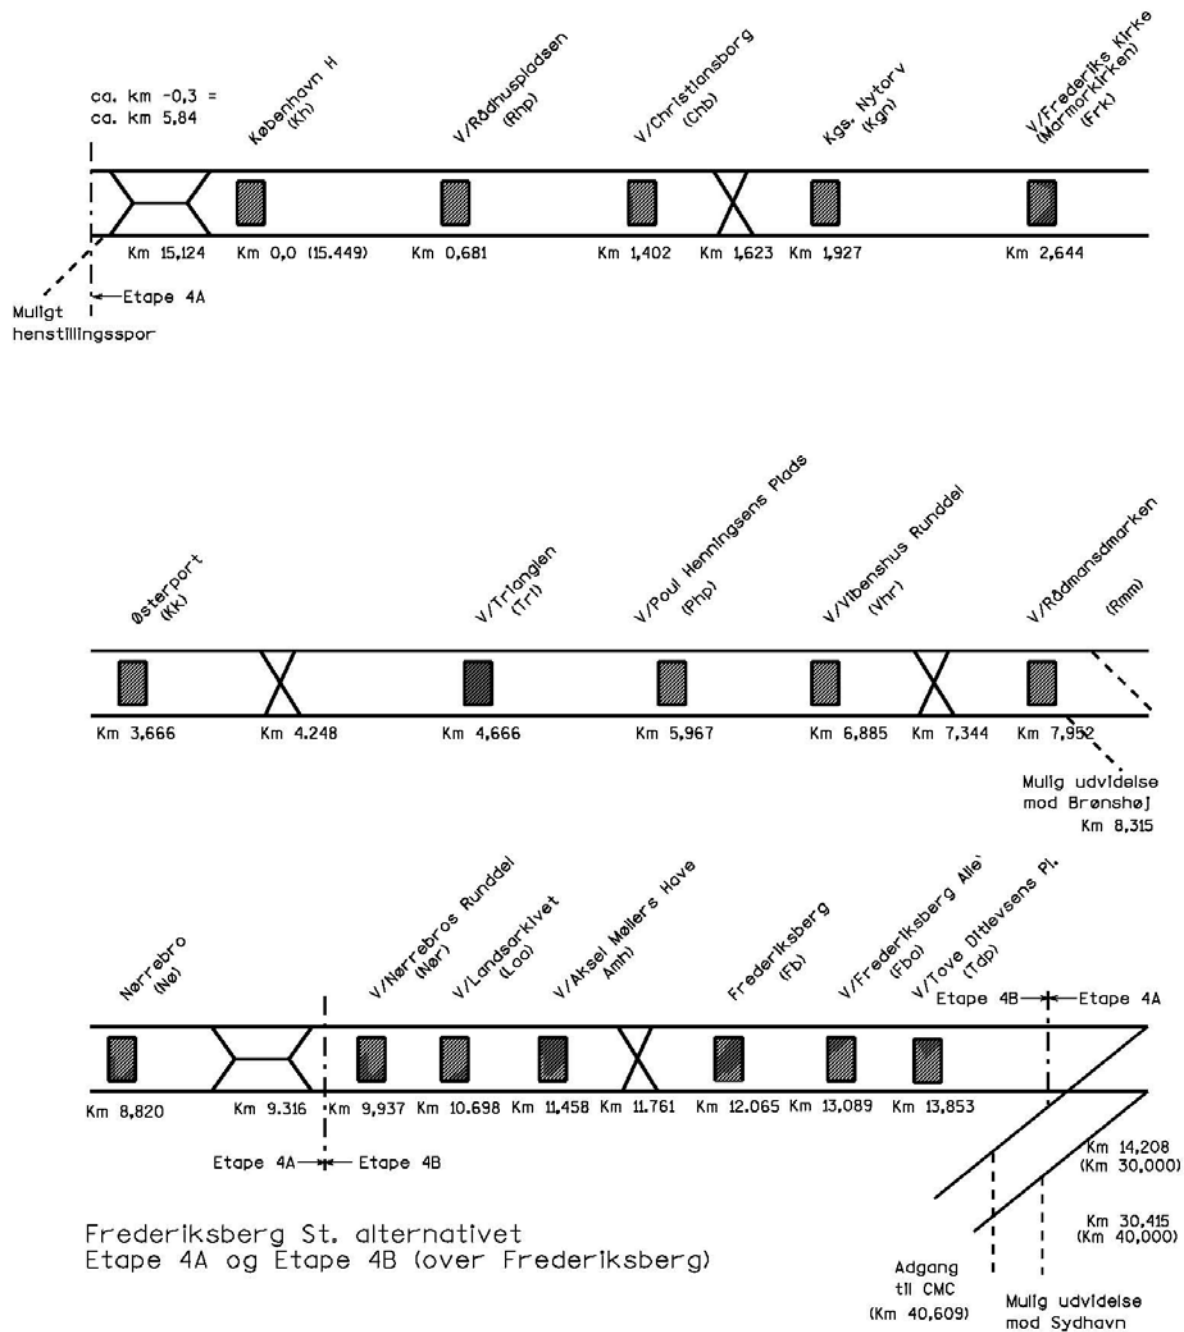 ca. km -0,3 =
ca. km 5,84
København H
(Kh)
V/Rådhuspladsen
(Rhp)
V/Christiansborg
(Chb)
Kgs. Nytorv
(Kgn)
V/Frederiks Kirke
(Marmorkirken)
(Frk)
Km 15,124
Km 0,0 (15.449)
Km 0,681
Km 1,402
Km 1,623
Km 1,927
Km 2,644
Etape 4A
Muligt
henstillingsspor
Østerport
(Kk)
V/Trianglen
(Tri)
V/Poul Henningsens Plads
(Php)
V/Vibenshus Runddel
(Vhr)
V/Rådmansdmarken
(Rmm)
Km 3,666
Km 4.248
Km 4,666
Km 5,967
Km 6,885
Km 7,344
Km 7,952
Mulig udvidelse
mod Brønshøj
Km 8,315
Nørrebro
(Nø)
V/Nørrebros Runddel
(Nør)
V/Landsarkivet
(Laa)
V/Aksel Møllers Have
Amh)
Frederiksberg
(Fb)
V/Frederiksberg Alle'
(Fba)
V/Tove Ditlevsens Pl.
(Tdp)
Etape 4B
Etape 4A
Km 8,820
Km 9.316
Km 9,937
Km 10.698
Km 11,458
Km 11.761
Km 12.065
Km 13,089
Km 13,853
Etape 4A
Etape 4B
Km 14,208
(Km 30,000)
Km 30,415
(Km 40,000)
Frederiksberg St. alternativet
Etape 4A og Etape 4B (over Frederiksberg)
Adgang
til CMC
(Km 40,609)
Mulig udvidelse
mod Sydhavn